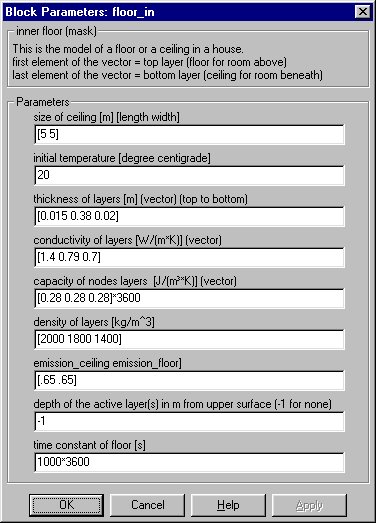 Block Parameters: floor_in
inner floor (mask)
This is the model of a floor or a ceiling in a house.
first element of the vector = top layer (floor for room above)
last element of the vector = bottom layer (ceiling for room beneath)
Parameters
size of ceiling [m] [length width]
[5 5]
initial temperature [degree centigrade]
20
thickness of layers [m] (vector) (top to bottom)
[0.015 0.38 0.02]
conductivity of layers [W/(m*K)] (vector)
[1.4 0.79 0.7]
capacity of nodes layers [J/(m³*K)] (vector)
[0.28 0.28 0.28]*3600
density of layers [kg/m^3]
[2000 1800 1400]
emission_ceiling emission_floor]
[.65 .65]
depth of the active layer(s) in m from upper surface (-1 for none)
-1
time constant of floor [s]
1000*3600
OK
Cancel
Help
Apply